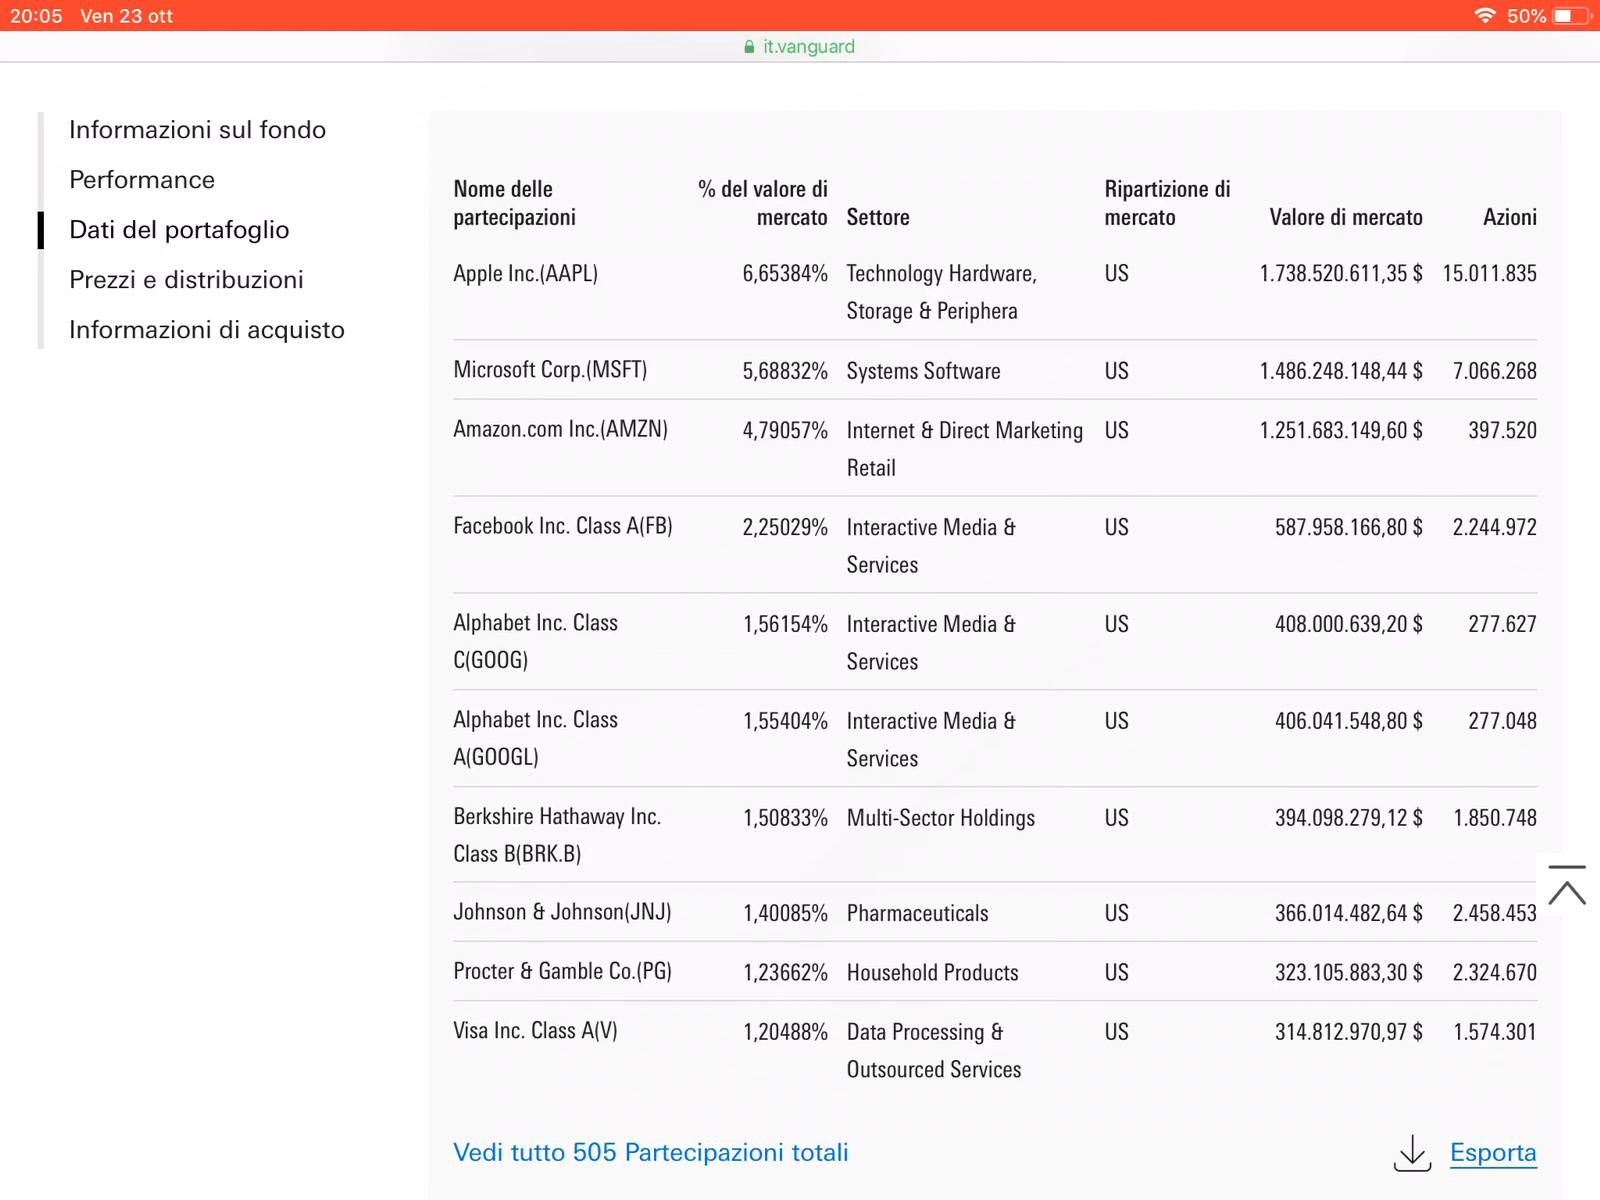 20:05 Ven 23 ott 50%
it.vanguard
Informazioni sul fondo
Performance
Dati del portafoglio
Prezzi e distribuzioni
Informazioni di acquisto
Nome delle % del valore di Ripartizione di
partecipazioni mercato Settore mercato Valore di mercato Azioni
Apple Inc.(AAPL) 6,65384% Technology Hardware, US 1.738.520.611,35 $ 15.011.835
Storage & Periphera
Microsoft Corp.(MSFT) 5,68832% Systems Software US 1.486.248.148,44 $ 7.066.268
Amazon.com Inc.(AMZN) 4,79057% Internet & Direct Marketing US 1.251.683.149,60 $ 397.520
Retail
Facebook Inc. Class A(FB) 2,25029% Interactive Media & US 587.958.166,80 $ 2.244.972
Services
Alphabet Inc. Class 1,56154% Interactive Media & US 408.000.639,20 $ 277.627
C(GOOG) Services
Alphabet Inc. Class 1,55404% Interactive Media & US 406.041.548,80 $ 277.048
A(GOOGL) Services
Berkshire Hathaway Inc. 1,50833% Multi-Sector Holdings US 394.098.279,12 $ 1.850.748
Class B(BRK.B)
Johnson & Johnson(JNJ) 1,40085% Pharmaceuticals US 366.014.482,64 $ 2.458.453
Procter & Gamble Co.(PG) 1,23662% Household Products US 323.105.883,30 $ 2.324.670
Visa Inc. Class A(V) 1,20488% Data Processing & US 314.812.970,97 $ 1.574.301
Outsourced Services
Vedi tutto 505 Partecipazioni totali Esporta